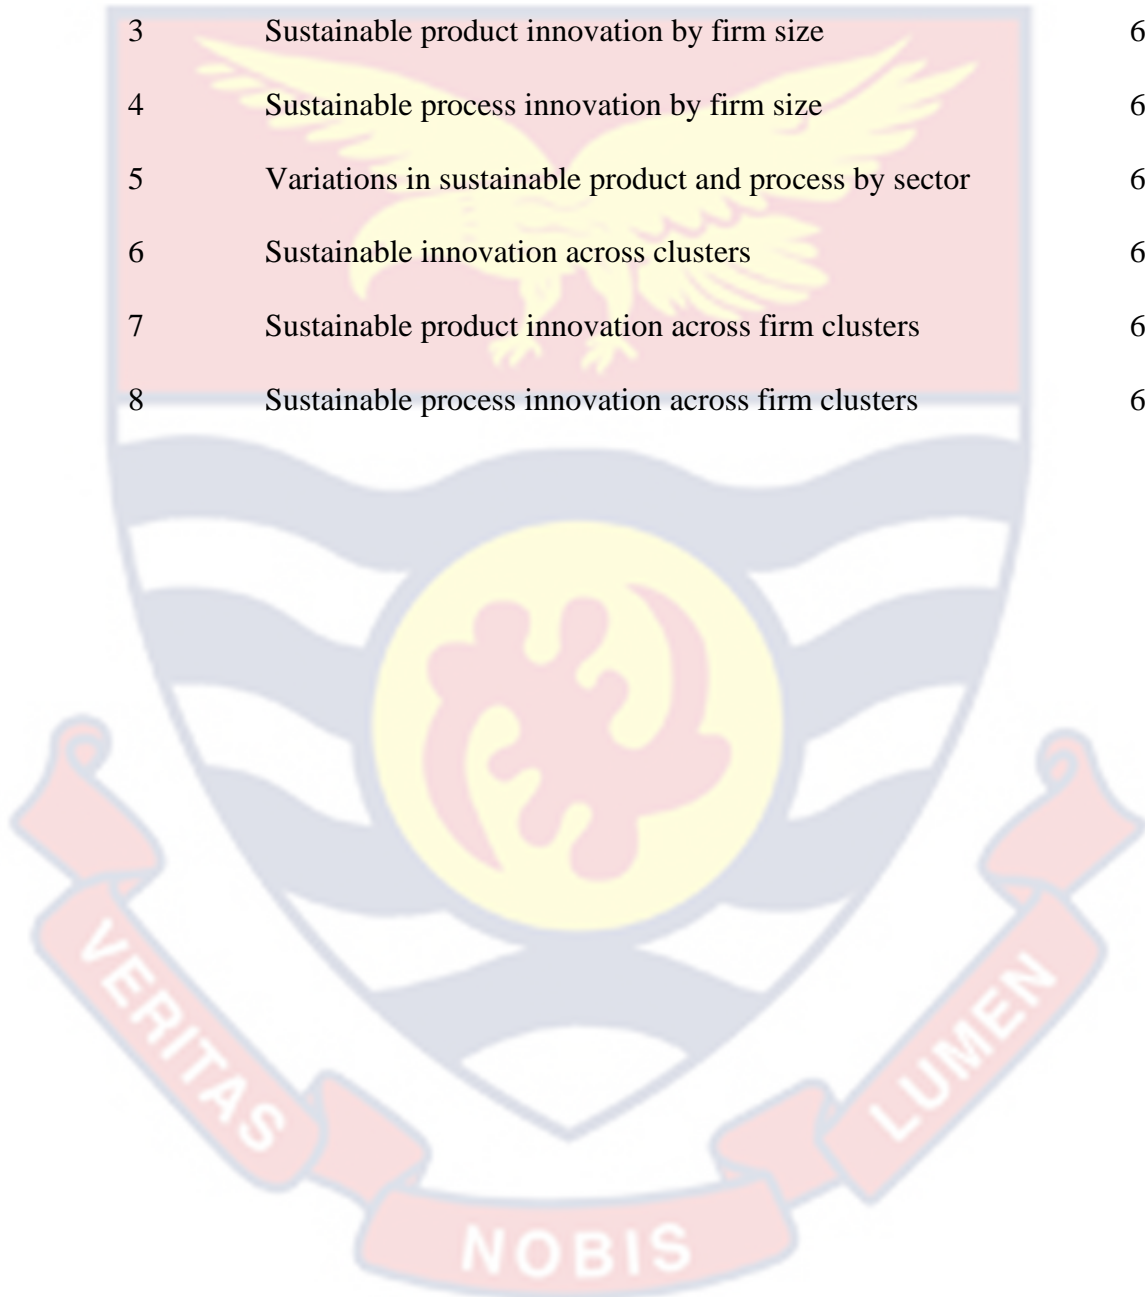 3 Sustainable product innovation by firm size 6
4 Sustainable process innovation by firm size 6
5 Variations in sustainable product and process by sector 6
6 Sustainable innovation across clusters 6
7 Sustainable product innovation across firm clusters 6
8 Sustainable process innovation across firm clusters 6
VERITAS
NOBIS
LUMEN